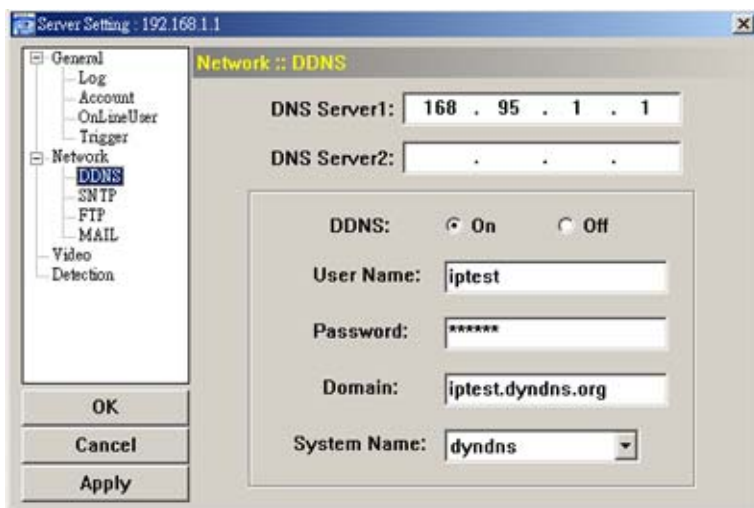 Server Setting : 192.168.1.1
General
Log
Account
OnLineUser
Trigger
Network
DDNS
SNTP
FTP
MAIL
Video
Detection
OK
Cancel
Apply
Network :: DDNS
DNS Server1: 168 . 95 . 1 . 1
DNS Server2: . . .
DDNS: On Off
User Name: iptest
Password: ******
Domain: iptest.dyndns.org
System Name: dyndns